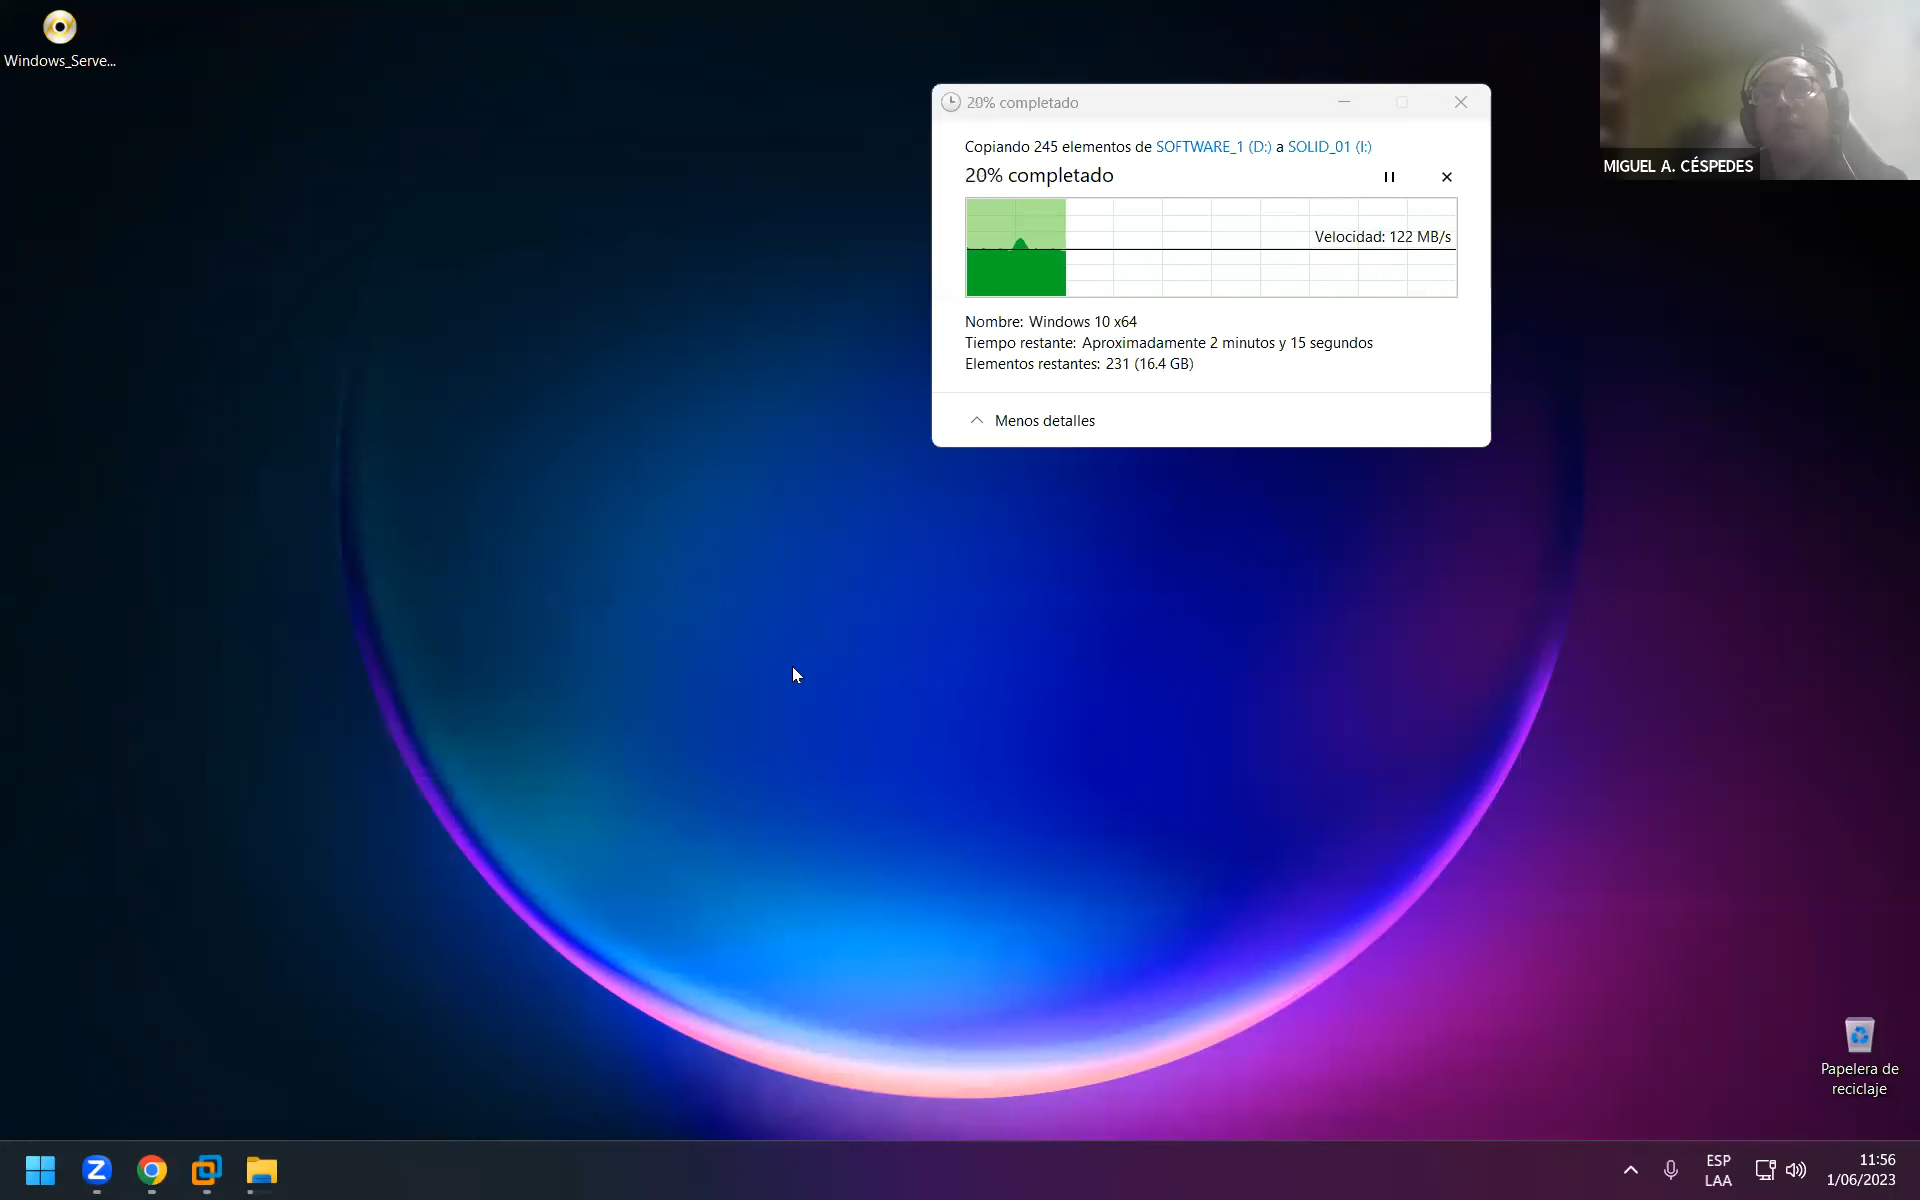 Windows_Serve...
20% completado
Copiando 245 elementos de SOFTWARE_1 (D:) a SOLID_01 (I:)
20% completado
Velocidad: 122 MB/s
Nombre: Windows 10 x64
Tiempo restante: Aproximadamente 2 minutos y 15 segundos
Elementos restantes: 231 (16.4 GB)
Menos detalles
MIGUEL A. CÉSPEDES
Papelera de
reciclaje
ESP
LAA
11:56
1/06/2023